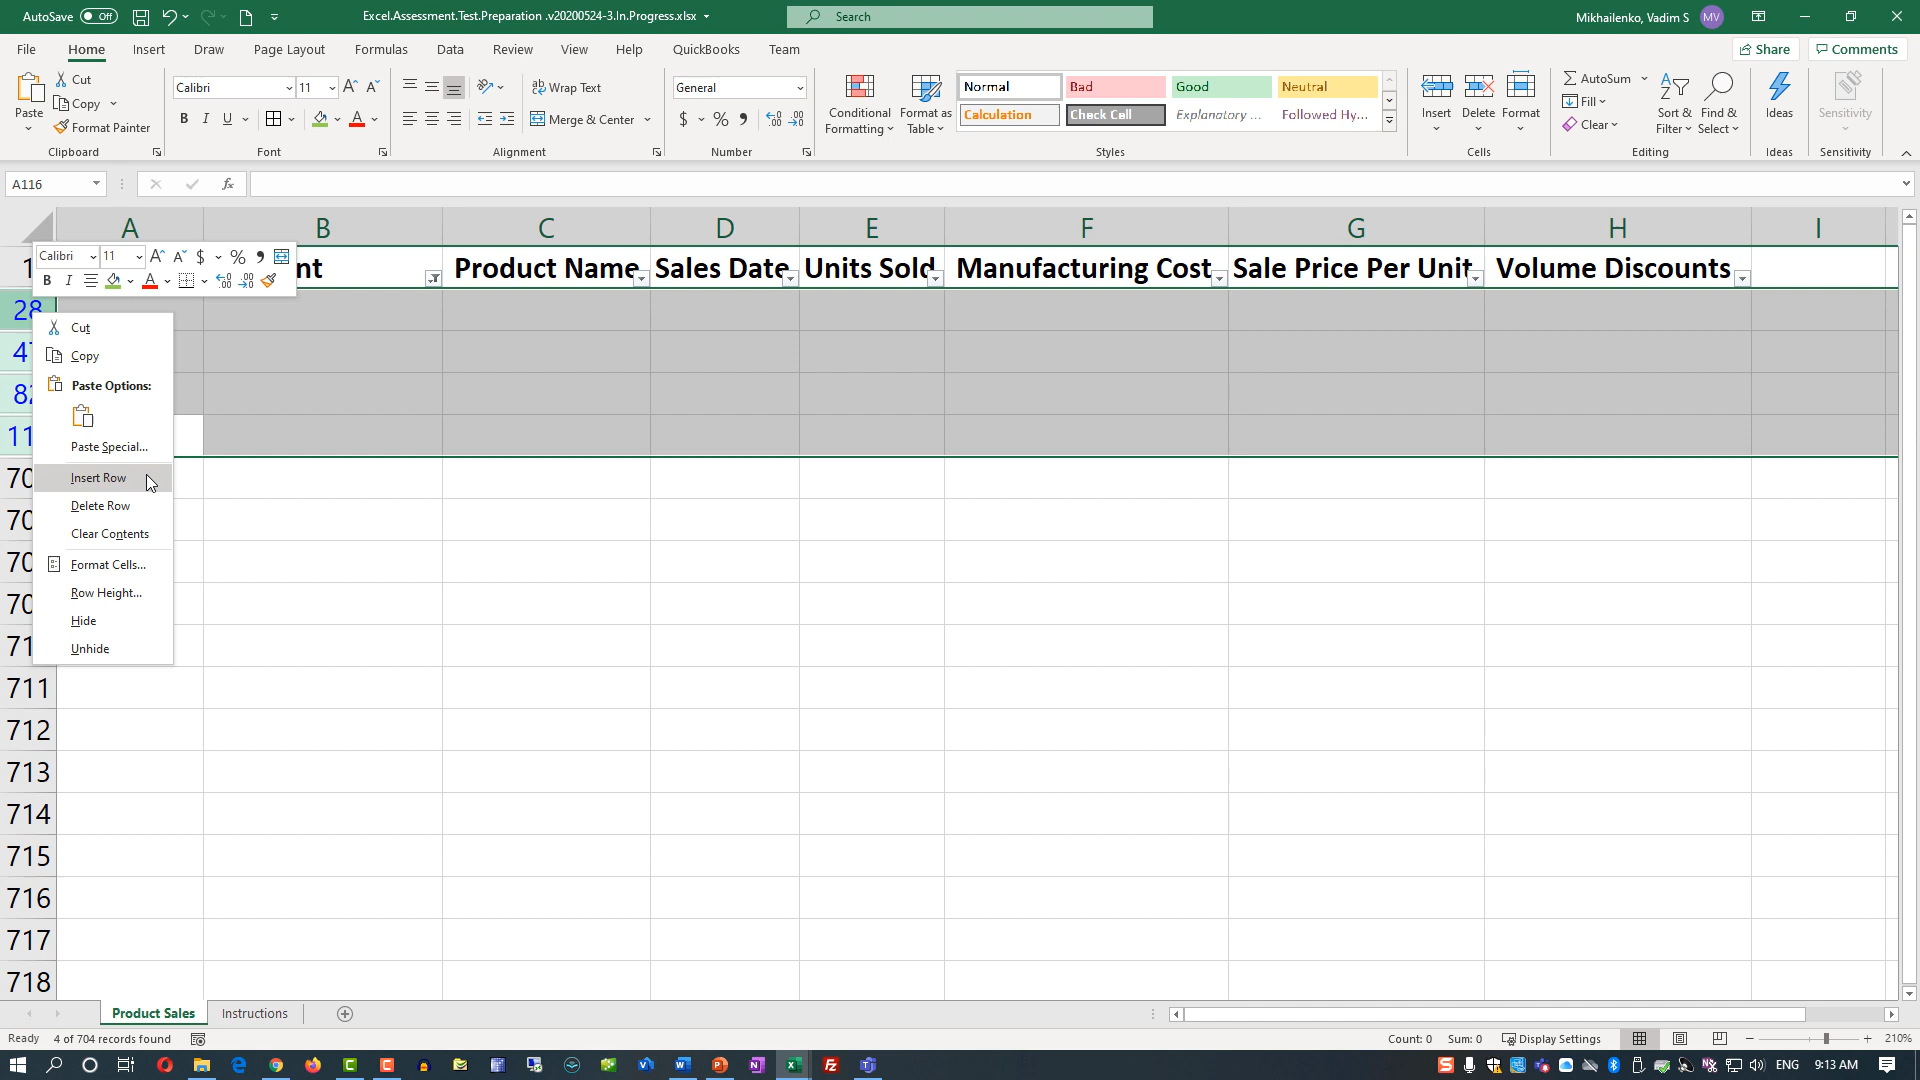 AutoSave Off
Excel.Assessment.Test.Preparation .v20200524-3.In.Progress.xlsx
Search
Mikhailenko, Vadim S MV
File Home Insert Draw Page Layout Formulas Data Review View Help QuickBooks Team
Share Comments
Paste
Cut
Copy
Format Painter
Clipboard
Calibri 11
B I U
Font
Wrap Text
Merge & Center
Alignment
General
$ % 9
Number
Conditional Formatting
Format as Table
Normal Bad Good Neutral
Calculation Check Cell Explanatory ... Followed Hy...
Styles
Insert Delete Format
Cells
AutoSum
Fill
Clear
Sort & Filter
Find & Select
Editing
Ideas
Ideas
Sensitivity
Sensitivity
A116
fx
A B C D E F G H I
1 nt Product Name Sales Date Units Sold Manufacturing Cost Sale Price Per Unit Volume Discounts
Calibri 11 $ %
B I
28
47
82
11
70
70
70
70
71
711
712
713
714
715
716
717
718
Cut
Copy
Paste Options:
Paste Special...
Insert Row
Delete Row
Clear Contents
Format Cells...
Row Height...
Hide
Unhide
Product Sales Instructions
Ready 4 of 704 records found
Count: 0 Sum: 0 Display Settings 210%
ENG 9:13 AM